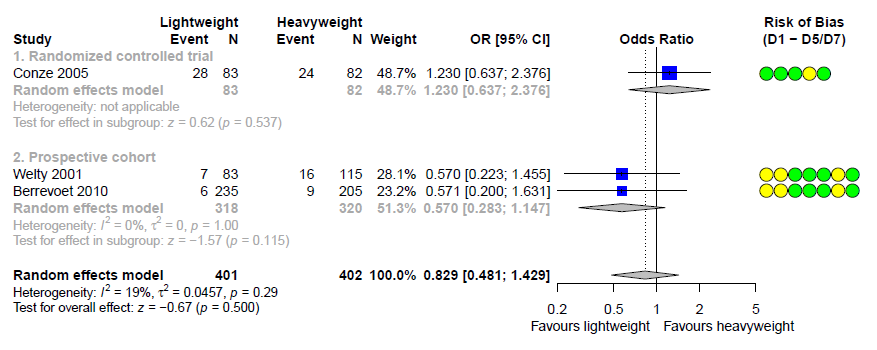 Lightweight Heavyweight Risk of Bias
Study Event N Event N Weight OR [95% CI] Odds Ratio (D1 − D5/D7)
1. Randomized controlled trial
Conze 2005 28 83 24 82 48.7% 1.230 [0.637; 2.376]
Random effects model 83 82 48.7% 1.230 [0.637; 2.376]
Heterogeneity: not applicable
Test for effect in subgroup: z = 0.62 (p = 0.537)
2. Prospective cohort
Welty 2001 7 83 16 115 28.1% 0.570 [0.223; 1.455]
Berrevoet 2010 6 235 9 205 23.2% 0.571 [0.200; 1.631]
Random effects model 318 320 51.3% 0.570 [0.283; 1.147]
Heterogeneity: I² = 0%, τ² = 0, p = 1.00
Test for effect in subgroup: z = −1.57 (p = 0.115)
Random effects model 401 402 100.0% 0.829 [0.481; 1.429]
Heterogeneity: I² = 19%, τ² = 0.0457, p = 0.29
Test for overall effect: z = −0.67 (p = 0.500)
0.2 0.5 1 2 5
Favours lightweight Favours heavyweight